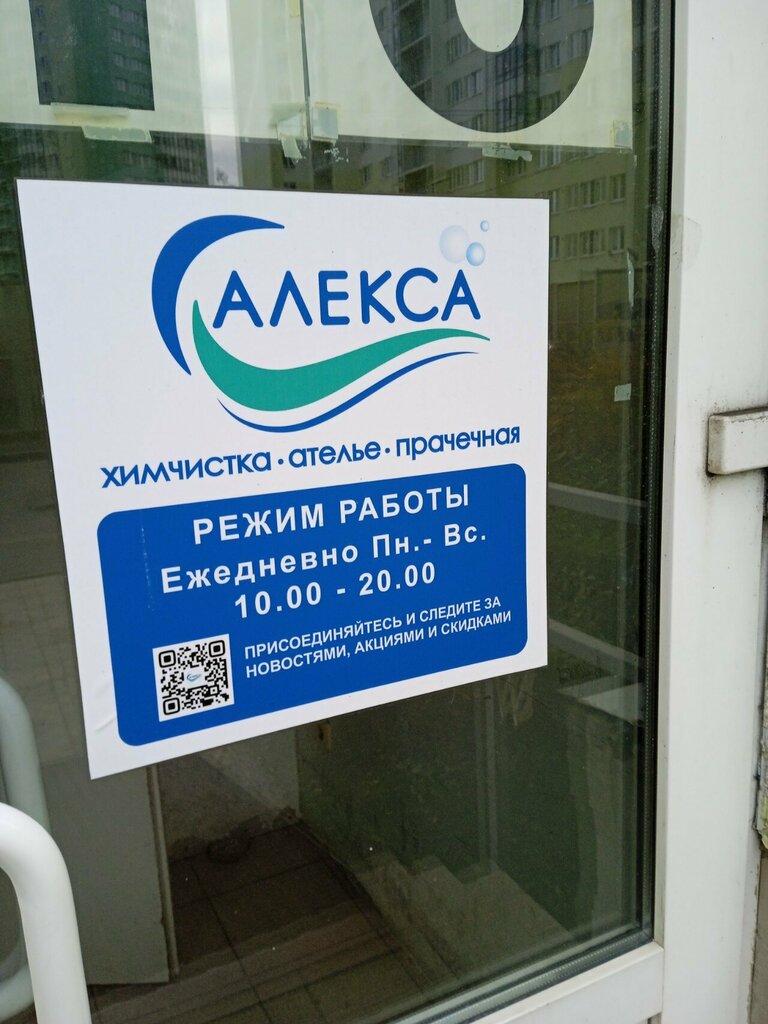 АЛЕКСА
химчистка · ателье · прачечная
РЕЖИМ РАБОТЫ
Ежедневно Пн.- Вс.
10.00 - 20.00
ПРИСОЕДИНЯЙТЕСЬ И СЛЕДИТЕ ЗА
НОВОСТЯМИ, АКЦИЯМИ И СКИДКАМИ